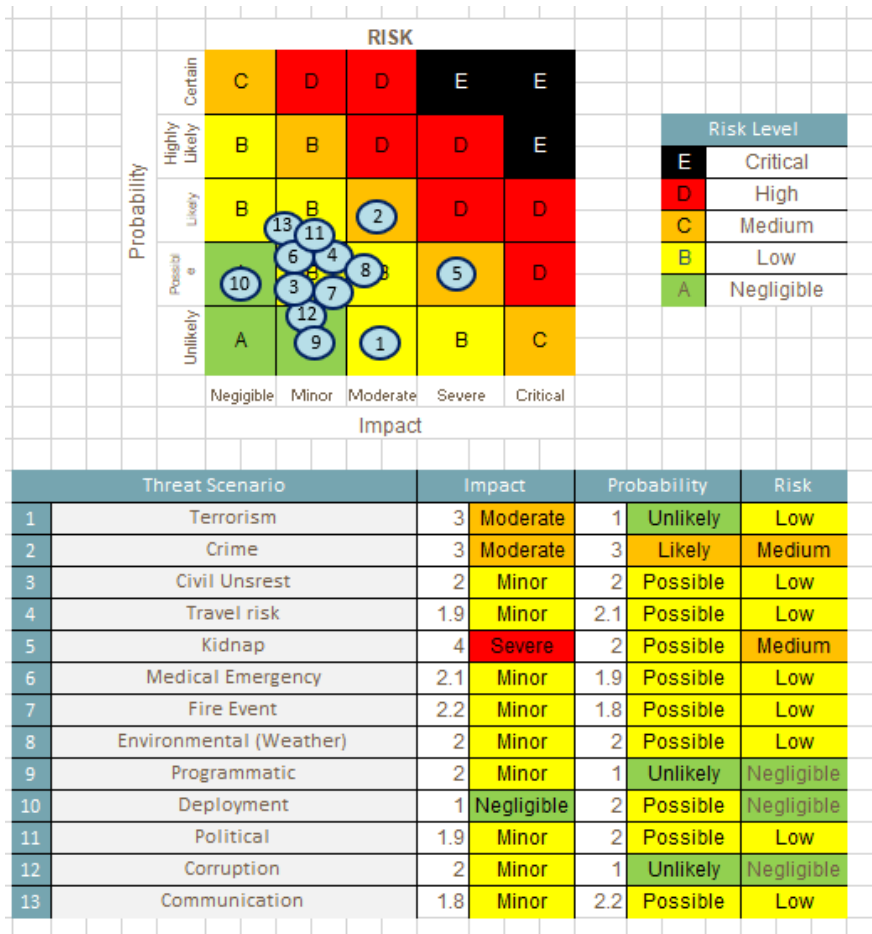 RISK
Probability
Certain C D D E E
Highly
Likely B B D D E
Likely B B 2 D D
13 11
Possibl
e 10 6 4 B 8 B 5 D
3 7
12
Unlikely A 9 1 B C
Negigible Minor Moderate Severe Critical
Impact
Risk Level
E Critical
D High
C Medium
B Low
A Negligible
Threat Scenario Impact Probability Risk
1 Terrorism 3 Moderate 1 Unlikely Low
2 Crime 3 Moderate 3 Likely Medium
3 Civil Unsrest 2 Minor 2 Possible Low
4 Travel risk 1.9 Minor 2.1 Possible Low
5 Kidnap 4 Severe 2 Possible Medium
6 Medical Emergency 2.1 Minor 1.9 Possible Low
7 Fire Event 2.2 Minor 1.8 Possible Low
8 Environmental (Weather) 2 Minor 2 Possible Low
9 Programmatic 2 Minor 1 Unlikely Negligible
10 Deployment 1 Negligible 2 Possible Negligible
11 Political 1.9 Minor 2 Possible Low
12 Corruption 2 Minor 1 Unlikely Negligible
13 Communication 1.8 Minor 2.2 Possible Low